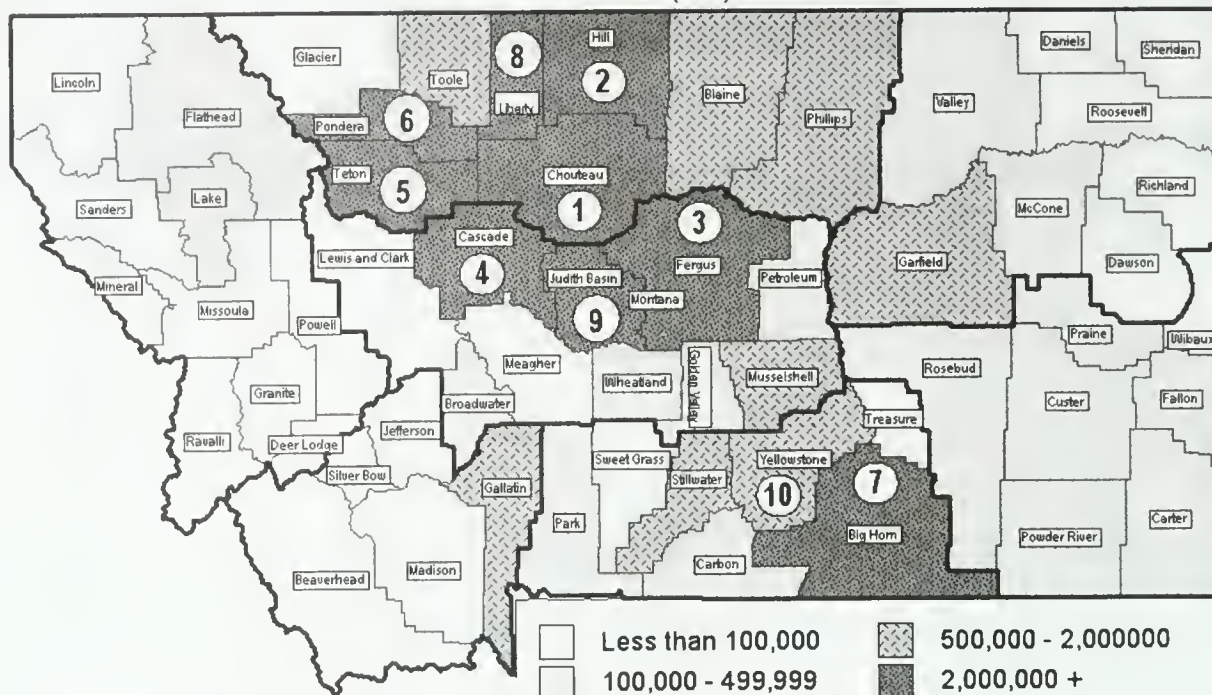 Hill
Daniels
Sheridan
Glacier
8
Toole
2
Lincoln
Blaine
Valley
Roosevelt
Flathead
Pondera
6
Liberty
Phillips
Teton
Chouteau
5
Richland
Lake
1
3
McCone
Sanders
Cascade
Lewis and Clark
4
Judith Basin
Fergus
Petroleum
Garfield
Dawson
Mineral
Missoula
Montana
9
Powell
Prairie
Wibaux
Meagher
Golden Valley
Rosebud
Wheatland
Musselshell
Granite
Broadwater
Custer
Fallon
Ravalli
Deer Lodge
Jefferson
Treasure
Silver Bow
Sweet Grass
Yellowstone
Stillwater
Gallatin
10
7
Park
Big Horn
Powder River
Carter
Carbon
Madison
Beaverhead
Less than 100,000
500,000 - 2,000000
100,000 - 499,999
2,000,000 +